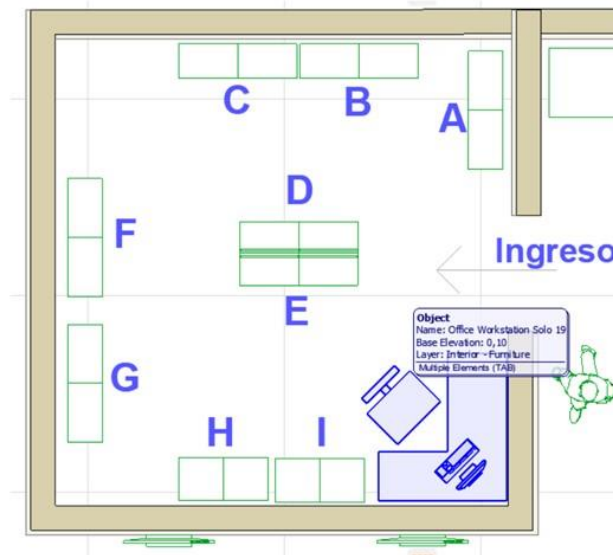 C
B
A
D
F
Ingreso
E
Object
Name: Office Workstation Solo 19
Base Elevation: 0,10
Layer: Interior - Furniture
Multiple Elements (TAB)
G
H
I